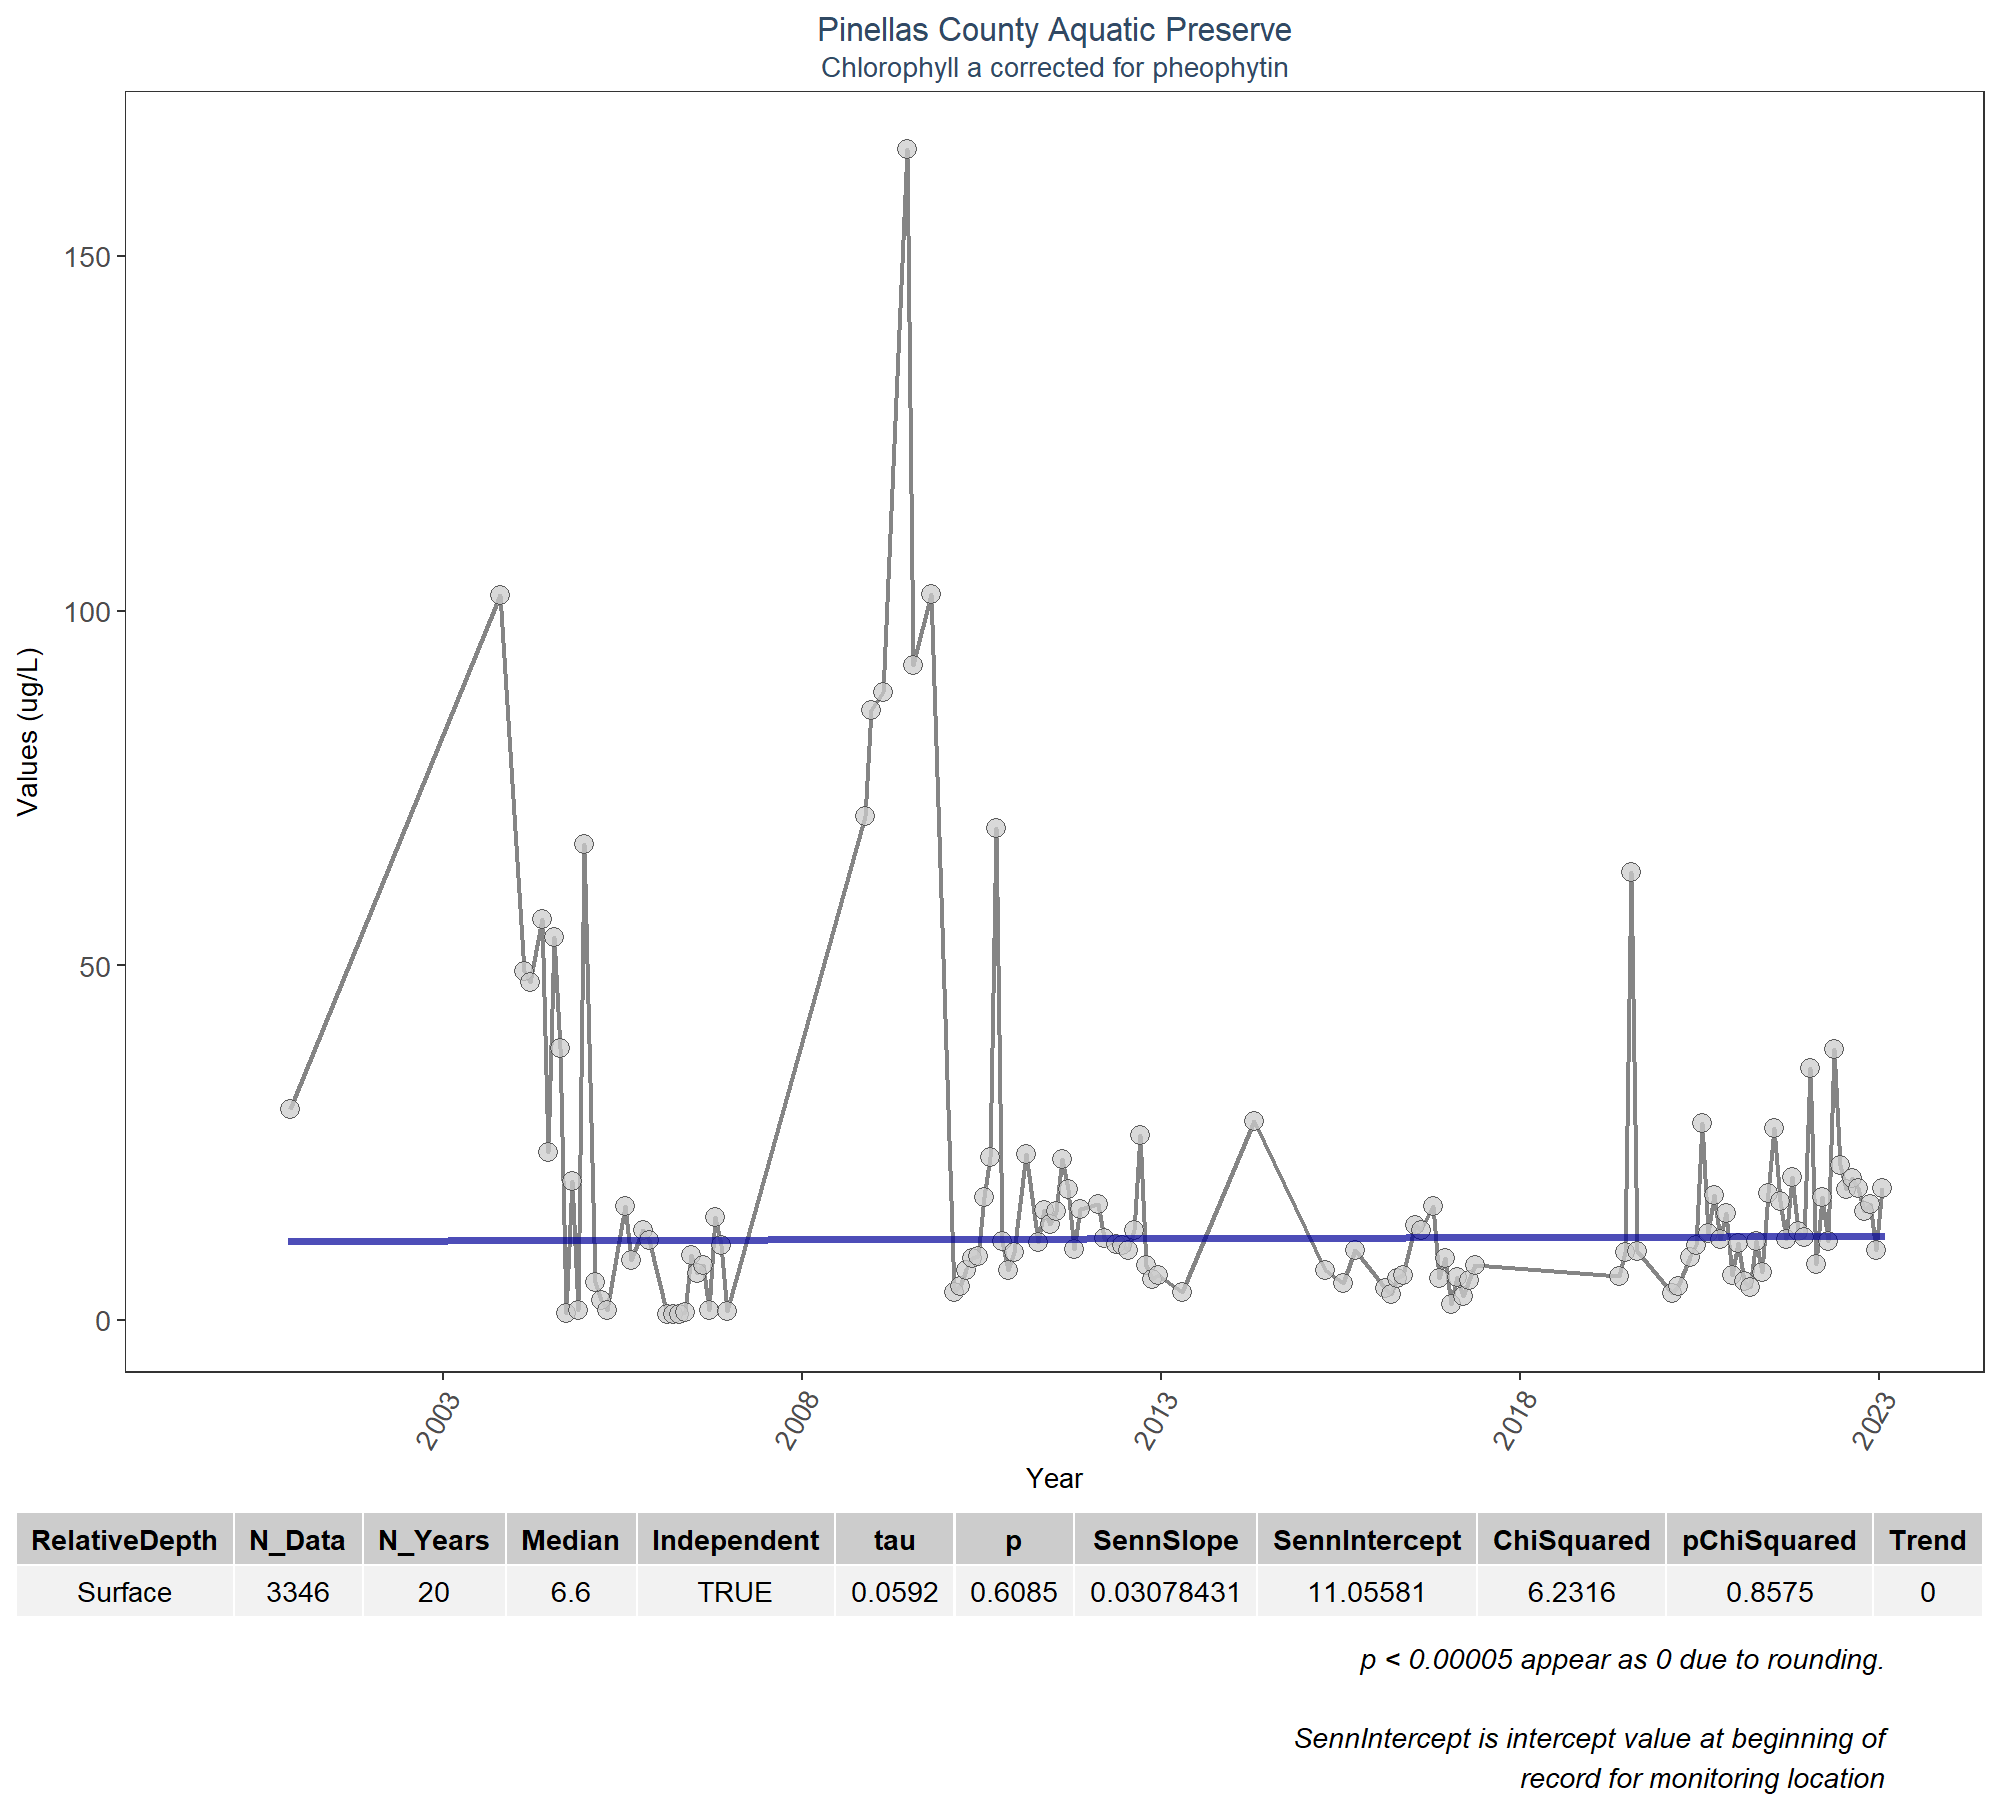 Pinellas County Aquatic Preserve
Chlorophyll a corrected for pheophytin
Values (ug/L)
150
100
50
0
2003
2008
2013
2018
2023
Year
RelativeDepth N_Data N_Years Median Independent tau p SennSlope SennIntercept ChiSquared pChiSquared Trend
Surface 3346 20 6.6 TRUE 0.0592 0.6085 0.03078431 11.05581 6.2316 0.8575 0
p < 0.00005 appear as 0 due to rounding.
SennIntercept is intercept value at beginning of
record for monitoring location